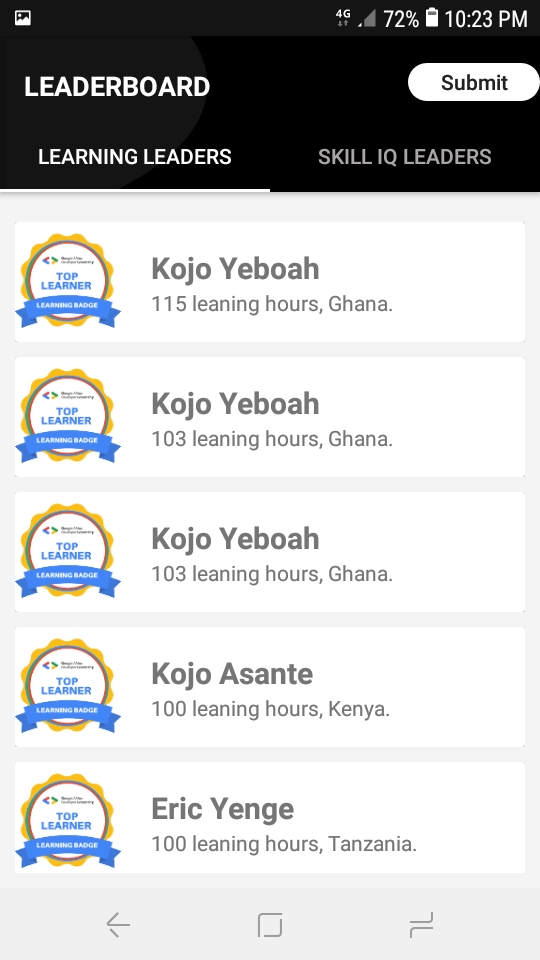 4G 72% 10:23 PM
LEADERBOARD
Submit
LEARNING LEADERS SKILL IQ LEADERS
TOP
LEARNER
LEARNING BADGE
Kojo Yeboah
115 leaning hours, Ghana.
TOP
LEARNER
LEARNING BADGE
Kojo Yeboah
103 leaning hours, Ghana.
TOP
LEARNER
LEARNING BADGE
Kojo Yeboah
103 leaning hours, Ghana.
TOP
LEARNER
LEARNING BADGE
Kojo Asante
100 leaning hours, Kenya.
TOP
LEARNER
LEARNING BADGE
Eric Yenge
100 leaning hours, Tanzania.